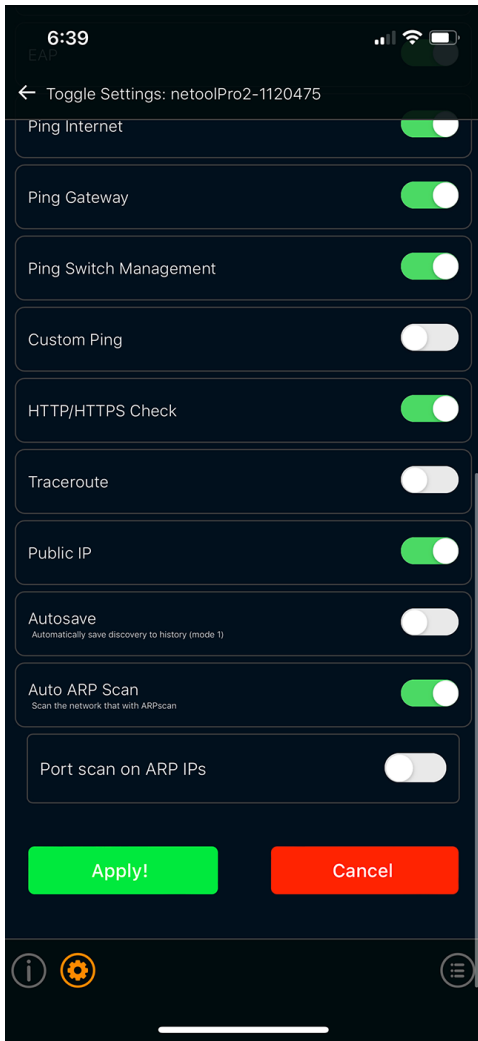 6:39
EAP
Toggle Settings: netoolPro2-1120475
Ping Internet
Ping Gateway
Ping Switch Management
Custom Ping
HTTP/HTTPS Check
Traceroute
Public IP
Autosave
Automatically save discovery to history (mode 1)
Auto ARP Scan
Scan the network that with ARPscan
Port scan on ARP IPs
Apply!
Cancel